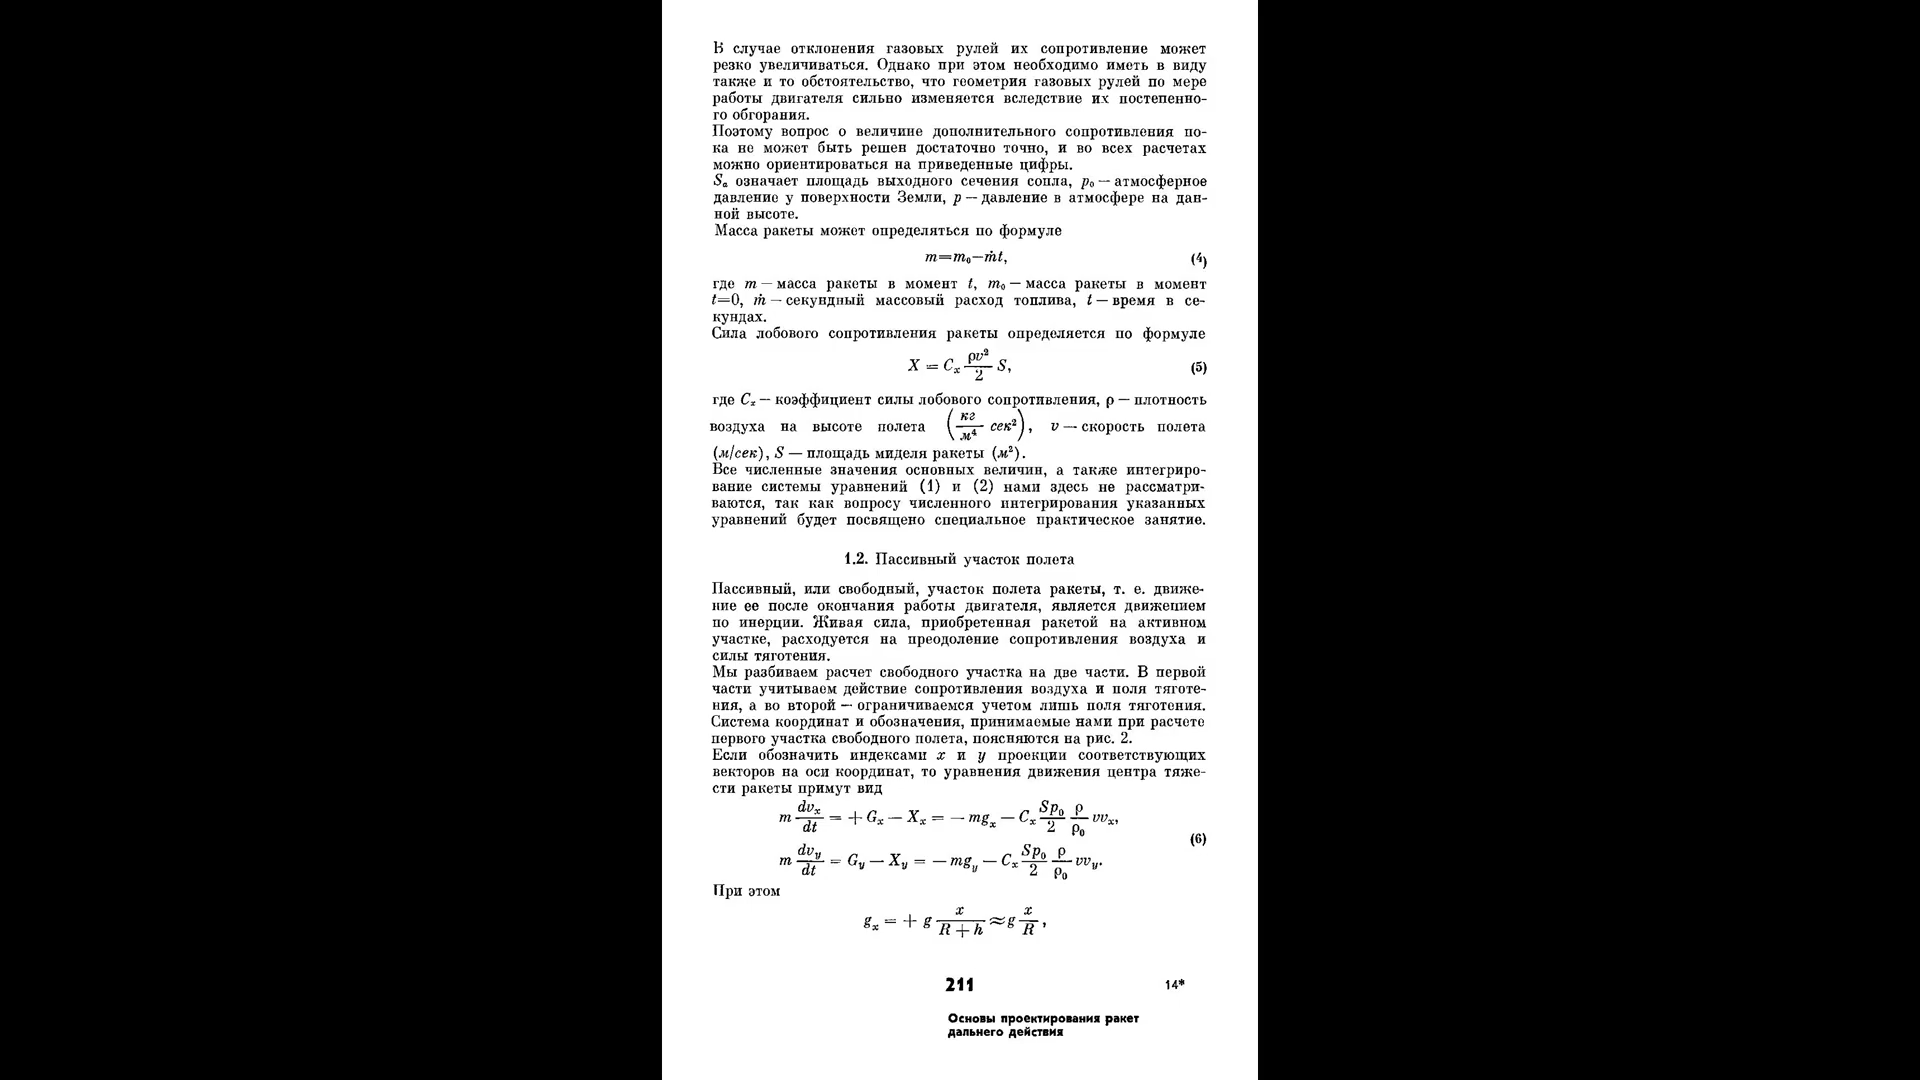 В случае отклонения газовых рулей их сопротивление может
резко увеличиваться. Однако при этом необходимо иметь в виду
также и то обстоятельство, что геометрия газовых рулей по мере
работы двигателя сильно изменяется вследствие их постепенно-
го обгорания.
Поэтому вопрос о величине дополнительного сопротивления по-
ка не может быть решен достаточно точно, и во всех расчетах
можно ориентироваться на приведенные цифры.
Sₐ означает площадь выходного сечения сопла, p₀ — атмосферное
давление у поверхности Земли, p — давление в атмосфере на дан-
ной высоте.
Масса ракеты может определяться по формуле
m=m₀—ṁt, (4)
где m — масса ракеты в момент t, m₀ — масса ракеты в момент
t=0, ṁ — секундный массовый расход топлива, t — время в се-
кундах.
Сила лобового сопротивления ракеты определяется по формуле
X = Cₓ ρv²/2 S, (5)
где Cₓ — коэффициент силы лобового сопротивления, ρ — плотность
воздуха на высоте полета (кг/м⁴ сек²), v — скорость полета
(м/сек), S — площадь миделя ракеты (м²).
Все численные значения основных величин, а также интегриро-
вание системы уравнений (1) и (2) нами здесь не рассматри-
ваются, так как вопросу численного интегрирования указанных
уравнений будет посвящено специальное практическое занятие.
1.2. Пассивный участок полета
Пассивный, или свободный, участок полета ракеты, т. е. движе-
ние ее после окончания работы двигателя, является движением
по инерции. Живая сила, приобретенная ракетой на активном
участке, расходуется на преодоление сопротивления воздуха и
силы тяготения.
Мы разбиваем расчет свободного участка на две части. В первой
части учитываем действие сопротивления воздуха и поля тяготе-
ния, а во второй — ограничиваемся учетом лишь поля тяготения.
Система координат и обозначения, принимаемые нами при расчете
первого участка свободного полета, поясняются на рис. 2.
Если обозначить индексами x и y проекции соответствующих
векторов на оси координат, то уравнения движения центра тяже-
сти ракеты примут вид
m dvₓ/dt = + Gₓ — Xₓ = — mgₓ — Cₓ Sp₀/2 ρ/ρ₀ vvₓ,
(6)
m dv_y/dt = G_y — X_y = — mg_y — Cₓ Sp₀/2 ρ/ρ₀ vv_y.
При этом
gₓ = + g x/(R + h) ≈ g x/R,
211 14*
Основы проектирования ракет
дальнего действия